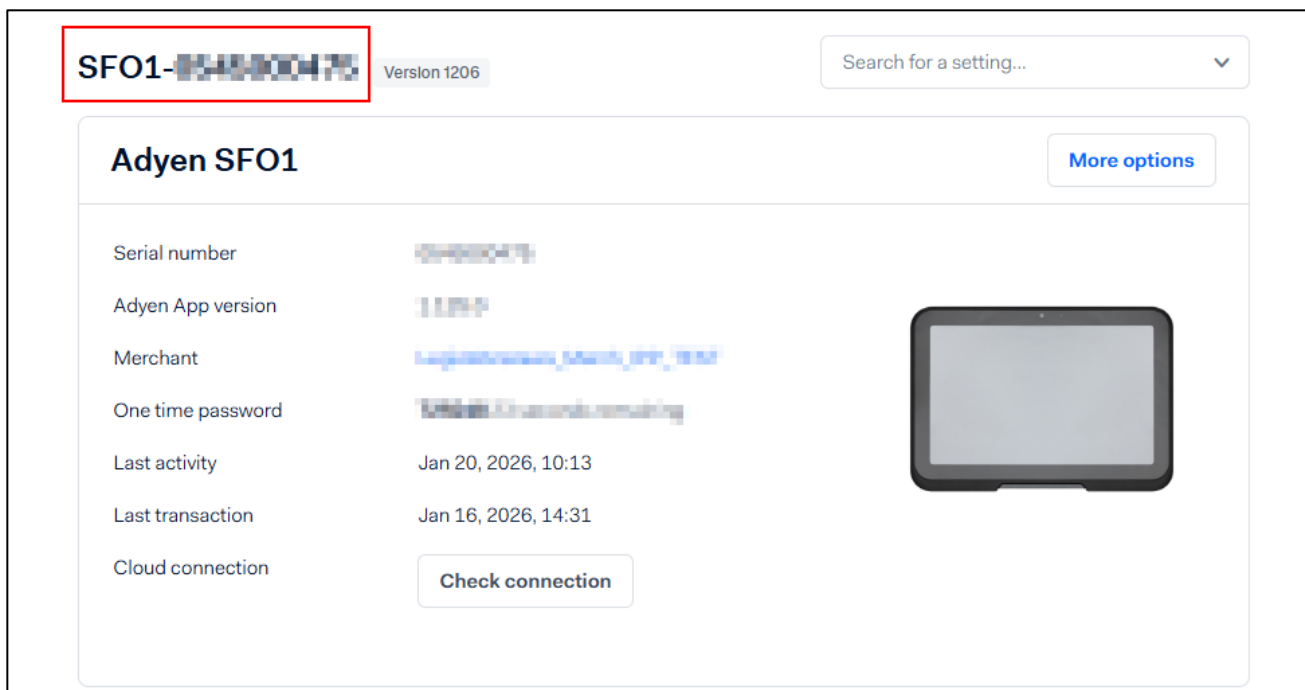 SFO1-
Version 1206
Search for a setting...
Adyen SFO1
More options
Serial number
Adyen App version
Merchant
One time password
Last activity Jan 20, 2026, 10:13
Last transaction Jan 16, 2026, 14:31
Cloud connection Check connection